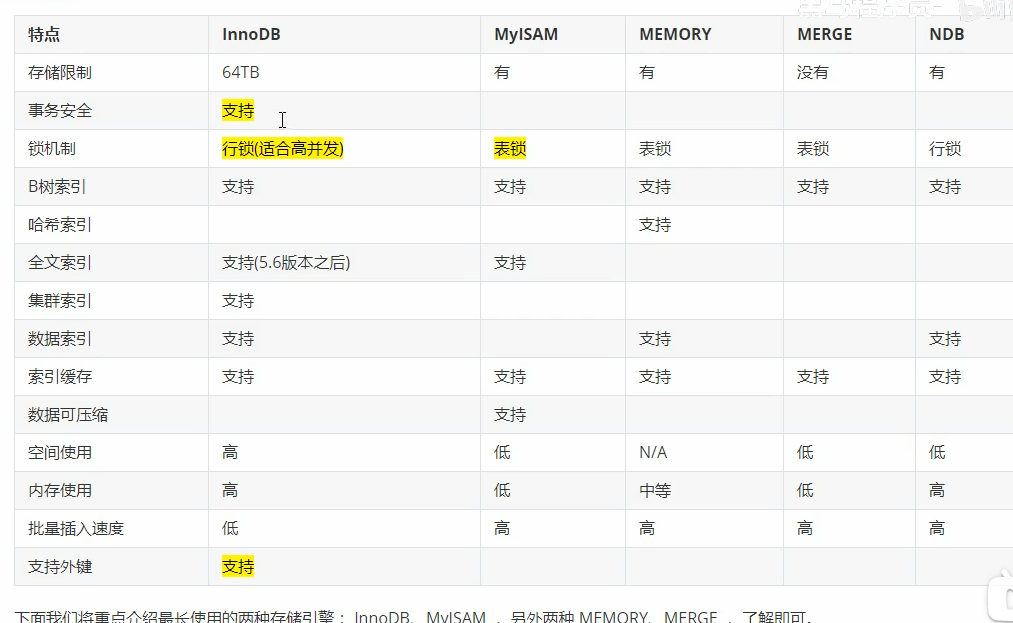 特点 InnoDB MyISAM MEMORY MERGE NDB
存储限制 64TB 有 有 没有 有
事务安全 支持
锁机制 行锁(适合高并发) 表锁 表锁 表锁 行锁
B树索引 支持 支持 支持 支持 支持
哈希索引 支持
全文索引 支持(5.6版本之后) 支持
集群索引 支持
数据索引 支持 支持 支持
索引缓存 支持 支持 支持 支持 支持
数据可压缩 支持
空间使用 高 低 N/A 低 低
内存使用 高 低 中等 低 高
批量插入速度 低 高 高 高 高
支持外键 支持
下面我们将重点介绍最长使用的两种存储引擎： InnoDB、MyISAM ，另外两种 MEMORY、MERGE ，了解即可。